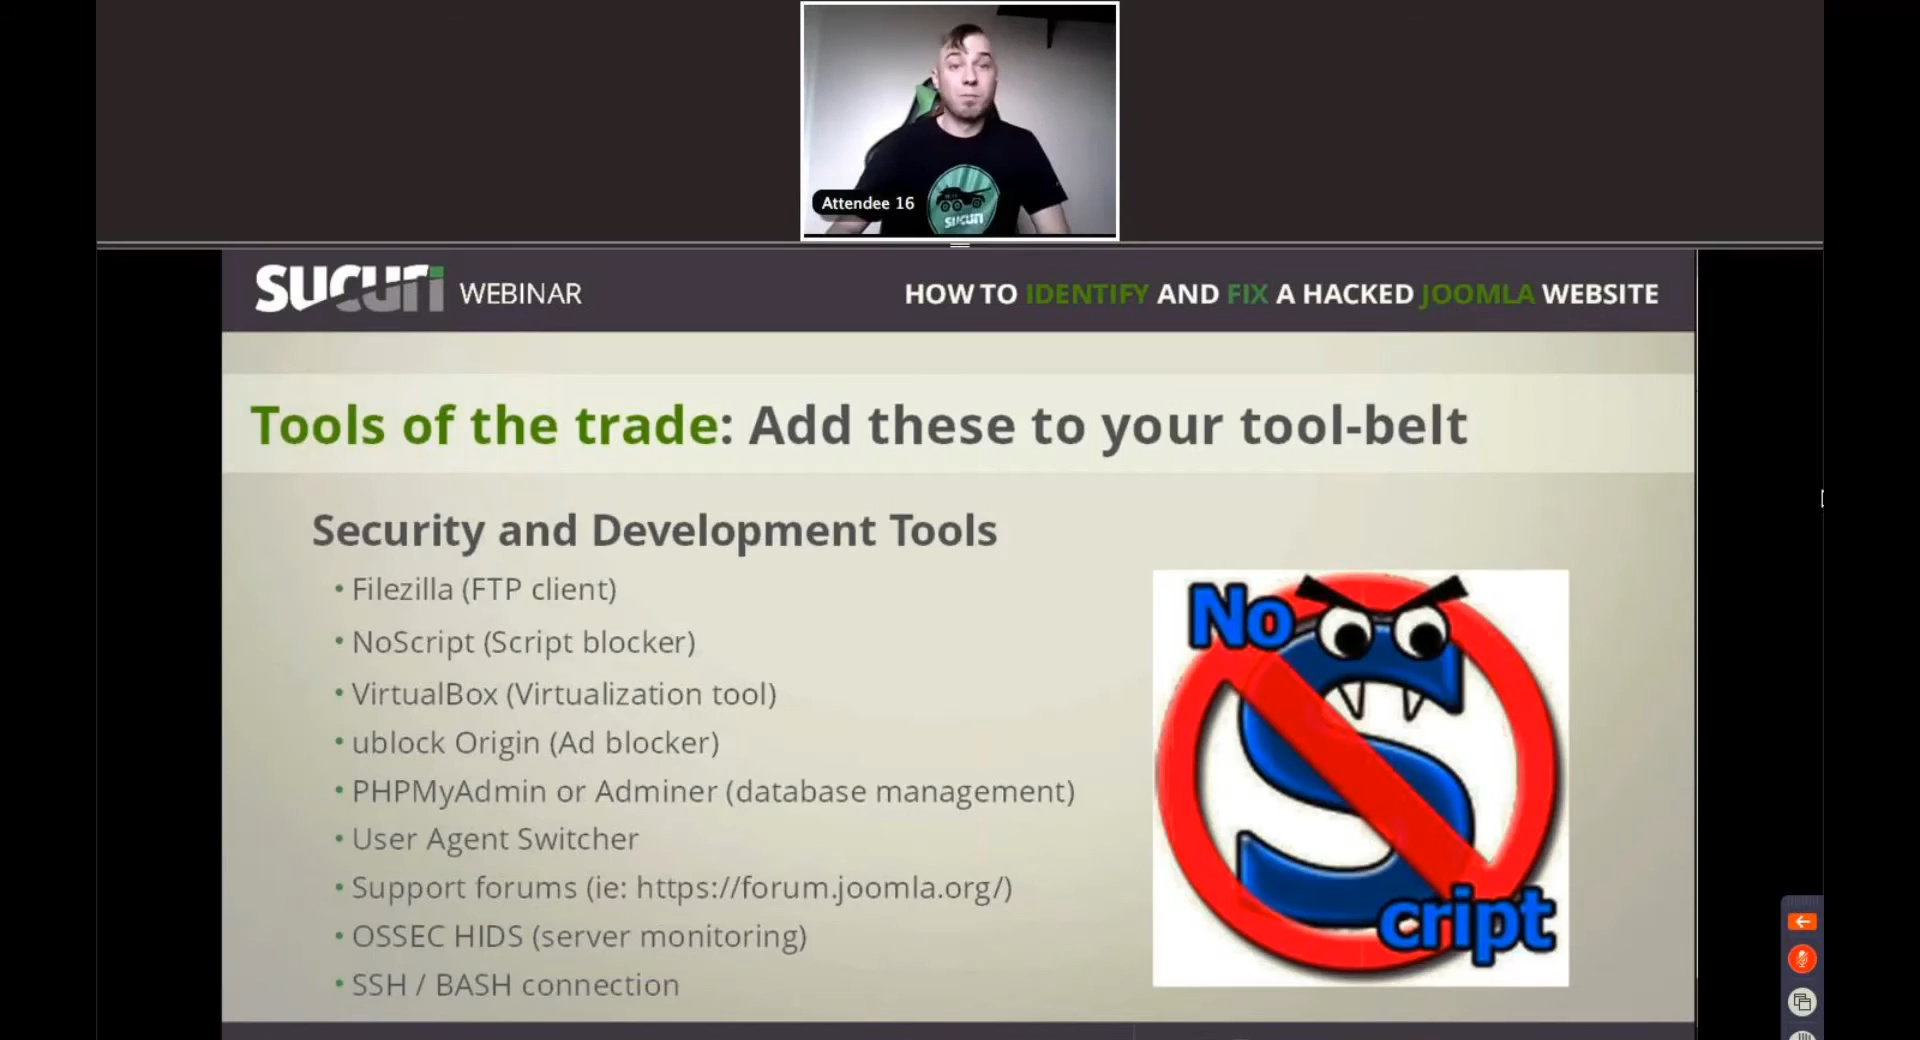 Attendee 16
sucuri
sucuri WEBINAR
HOW TO IDENTIFY AND FIX A HACKED JOOMLA WEBSITE
Tools of the trade: Add these to your tool-belt
Security and Development Tools
• Filezilla (FTP client)
• NoScript (Script blocker)
• VirtualBox (Virtualization tool)
• ublock Origin (Ad blocker)
• PHPMyAdmin or Adminer (database management)
• User Agent Switcher
• Support forums (ie: https://forum.joomla.org/)
• OSSEC HIDS (server monitoring)
• SSH / BASH connection
No
S
cript